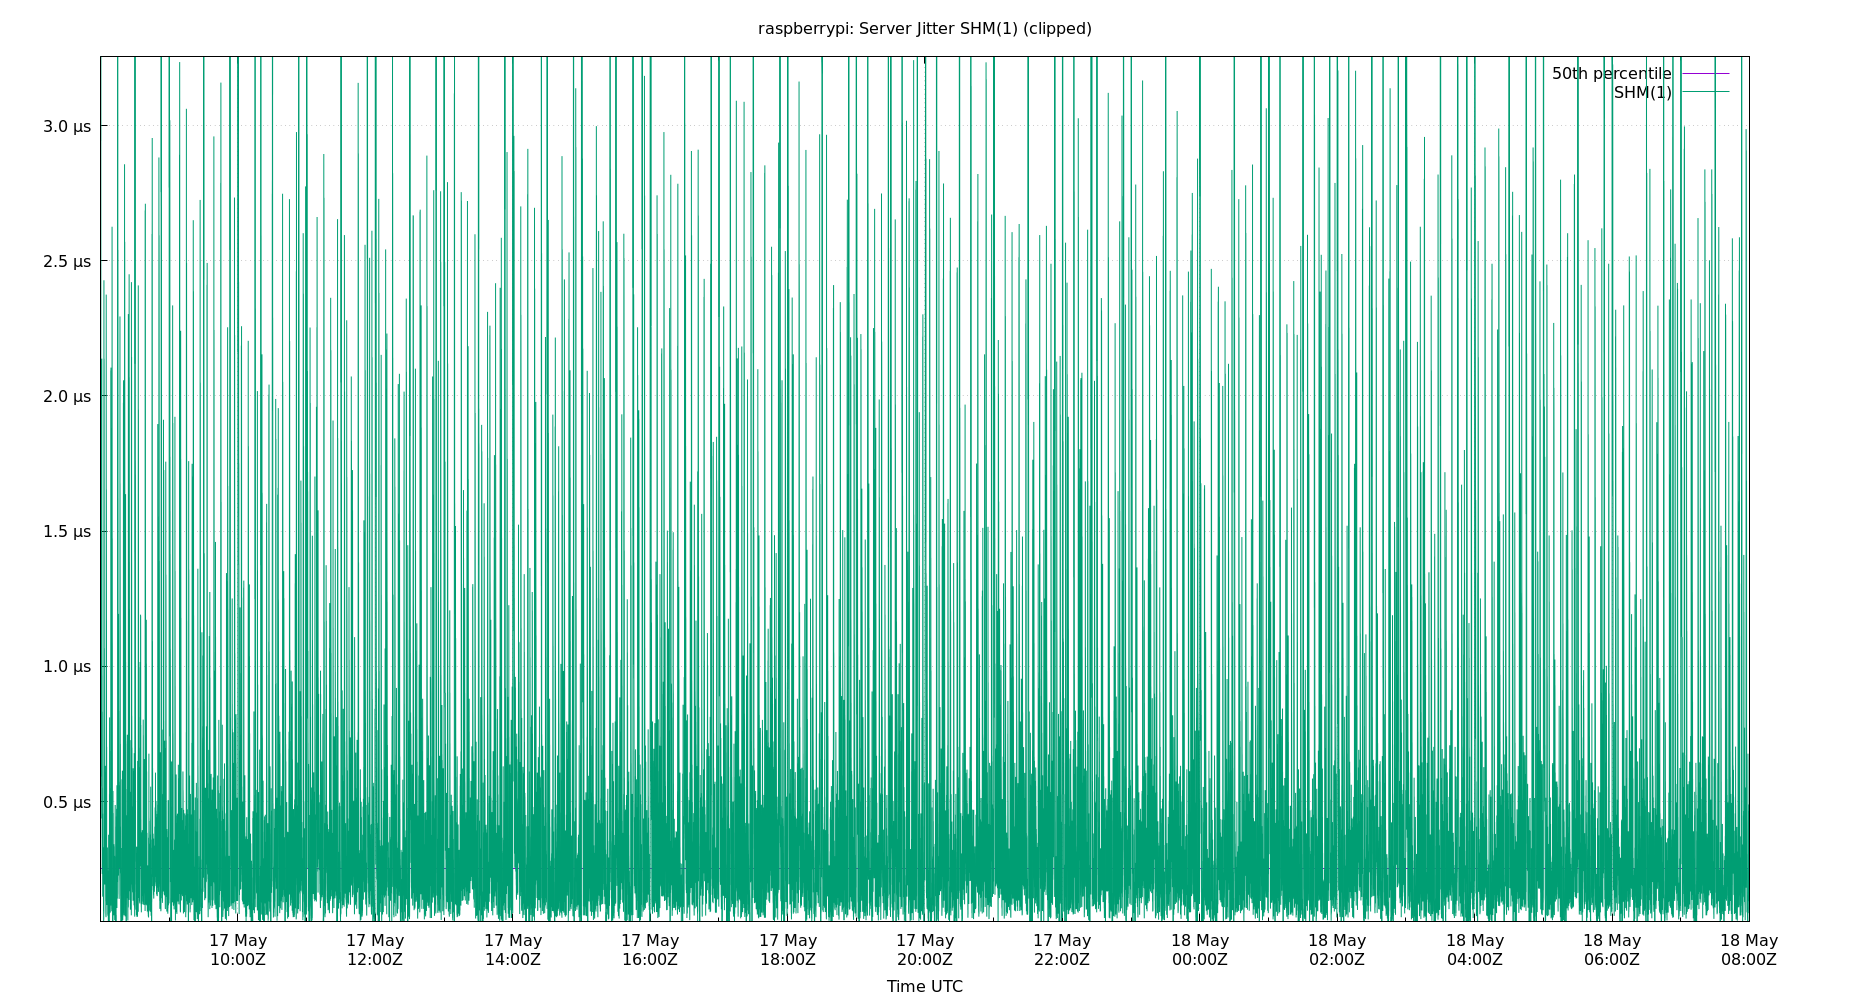 raspberrypi: Server Jitter SHM(1) (clipped)
50th percentile
SHM(1)
3.0 μs
2.5 μs
2.0 μs
1.5 μs
1.0 μs
0.5 μs
17 May 17 May 17 May 17 May 17 May 17 May 17 May 18 May 18 May 18 May 18 May 18 May
10:00Z 12:00Z 14:00Z 16:00Z 18:00Z 20:00Z 22:00Z 00:00Z 02:00Z 04:00Z 06:00Z 08:00Z
Time UTC